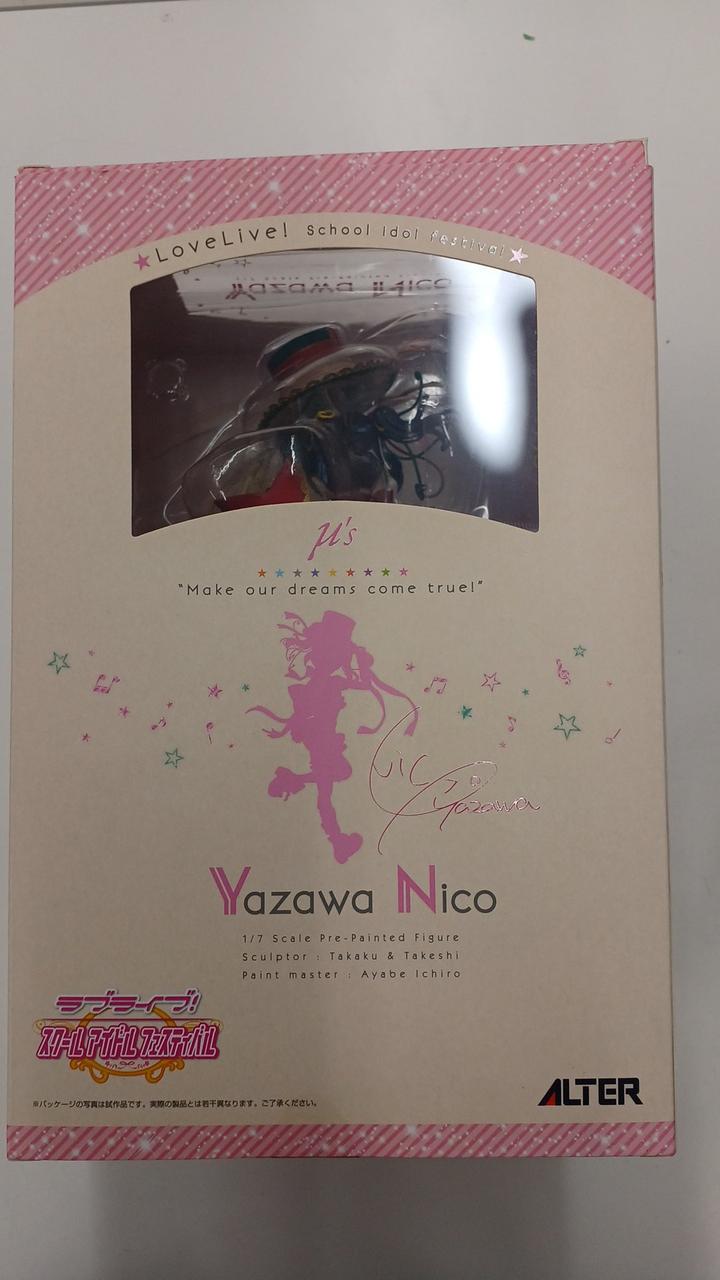 ★LoveLive! School idol festival★
Yazawa Nico
μ's
"Make our dreams come true!"
Nico
Yazawa
Yazawa Nico
1/7 Scale Pre-Painted Figure
Sculptor : Takaku & Takeshi
Paint master : Ayabe Ichiro
ラブライブ!
スクールアイドルフェスティバル
※パッケージの写真は試作品です。実際の製品とは若干異なります。ご了承ください。
ALTER